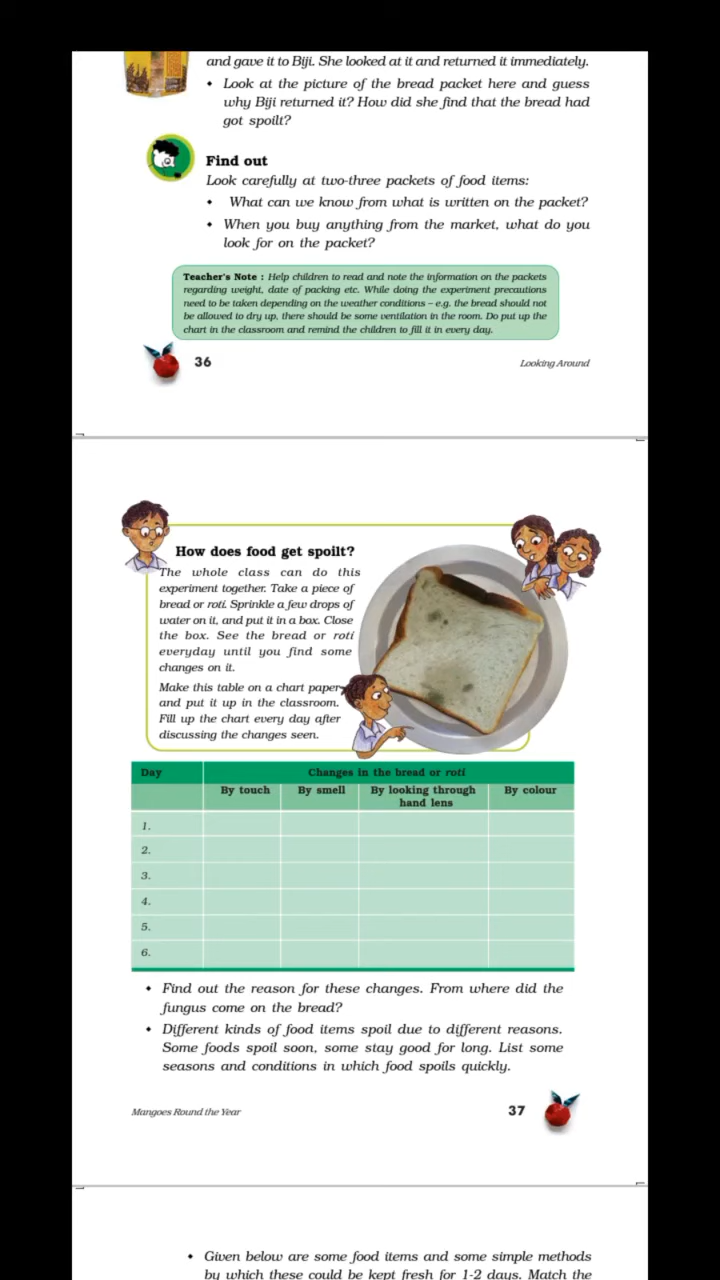 and gave it to Biji. She looked at it and returned it immediately.
• Look at the picture of the bread packet here and guess
why Biji returned it? How did she find that the bread had
got spoilt?
Find out
Look carefully at two-three packets of food items:
• What can we know from what is written on the packet?
• When you buy anything from the market, what do you
look for on the packet?
Teacher's Note : Help children to read and note the information on the packets
regarding weight, date of packing etc. While doing the experiment precautions
need to be taken depending on the weather conditions – e.g. the bread should not
be allowed to dry up, there should be some ventilation in the room. Do put up the
chart in the classroom and remind the children to fill it in every day.
36
Looking Around
How does food get spoilt?
The whole class can do this
experiment together. Take a piece of
bread or roti. Sprinkle a few drops of
water on it, and put it in a box. Close
the box. See the bread or roti
everyday until you find some
changes on it.
Make this table on a chart paper
and put it up in the classroom.
Fill up the chart every day after
discussing the changes seen.
Day Changes in the bread or roti
By touch By smell By looking through By colour
hand lens
1.
2.
3.
4.
5.
6.
• Find out the reason for these changes. From where did the
fungus come on the bread?
• Different kinds of food items spoil due to different reasons.
Some foods spoil soon, some stay good for long. List some
seasons and conditions in which food spoils quickly.
Mangoes Round the Year
37
• Given below are some food items and some simple methods
by which these could be kept fresh for 1-2 days. Match the